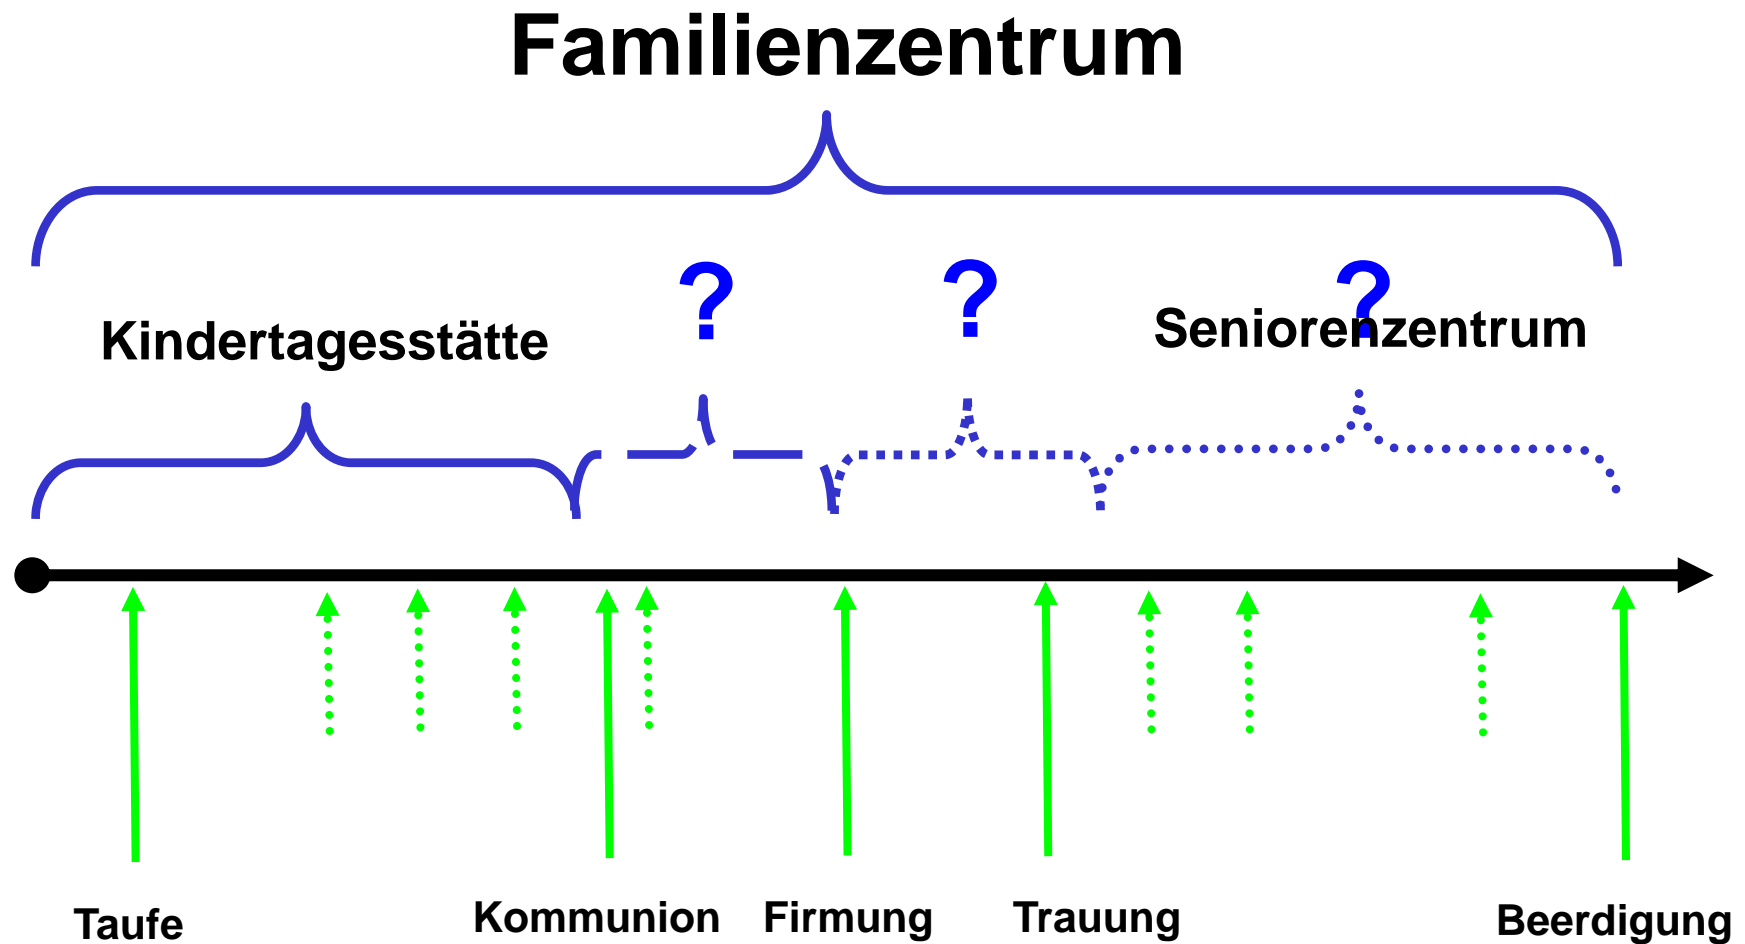 Familienzentrum
? ? ?
Kindertagesstätte Seniorenzentrum
Taufe Kommunion Firmung Trauung Beerdigung